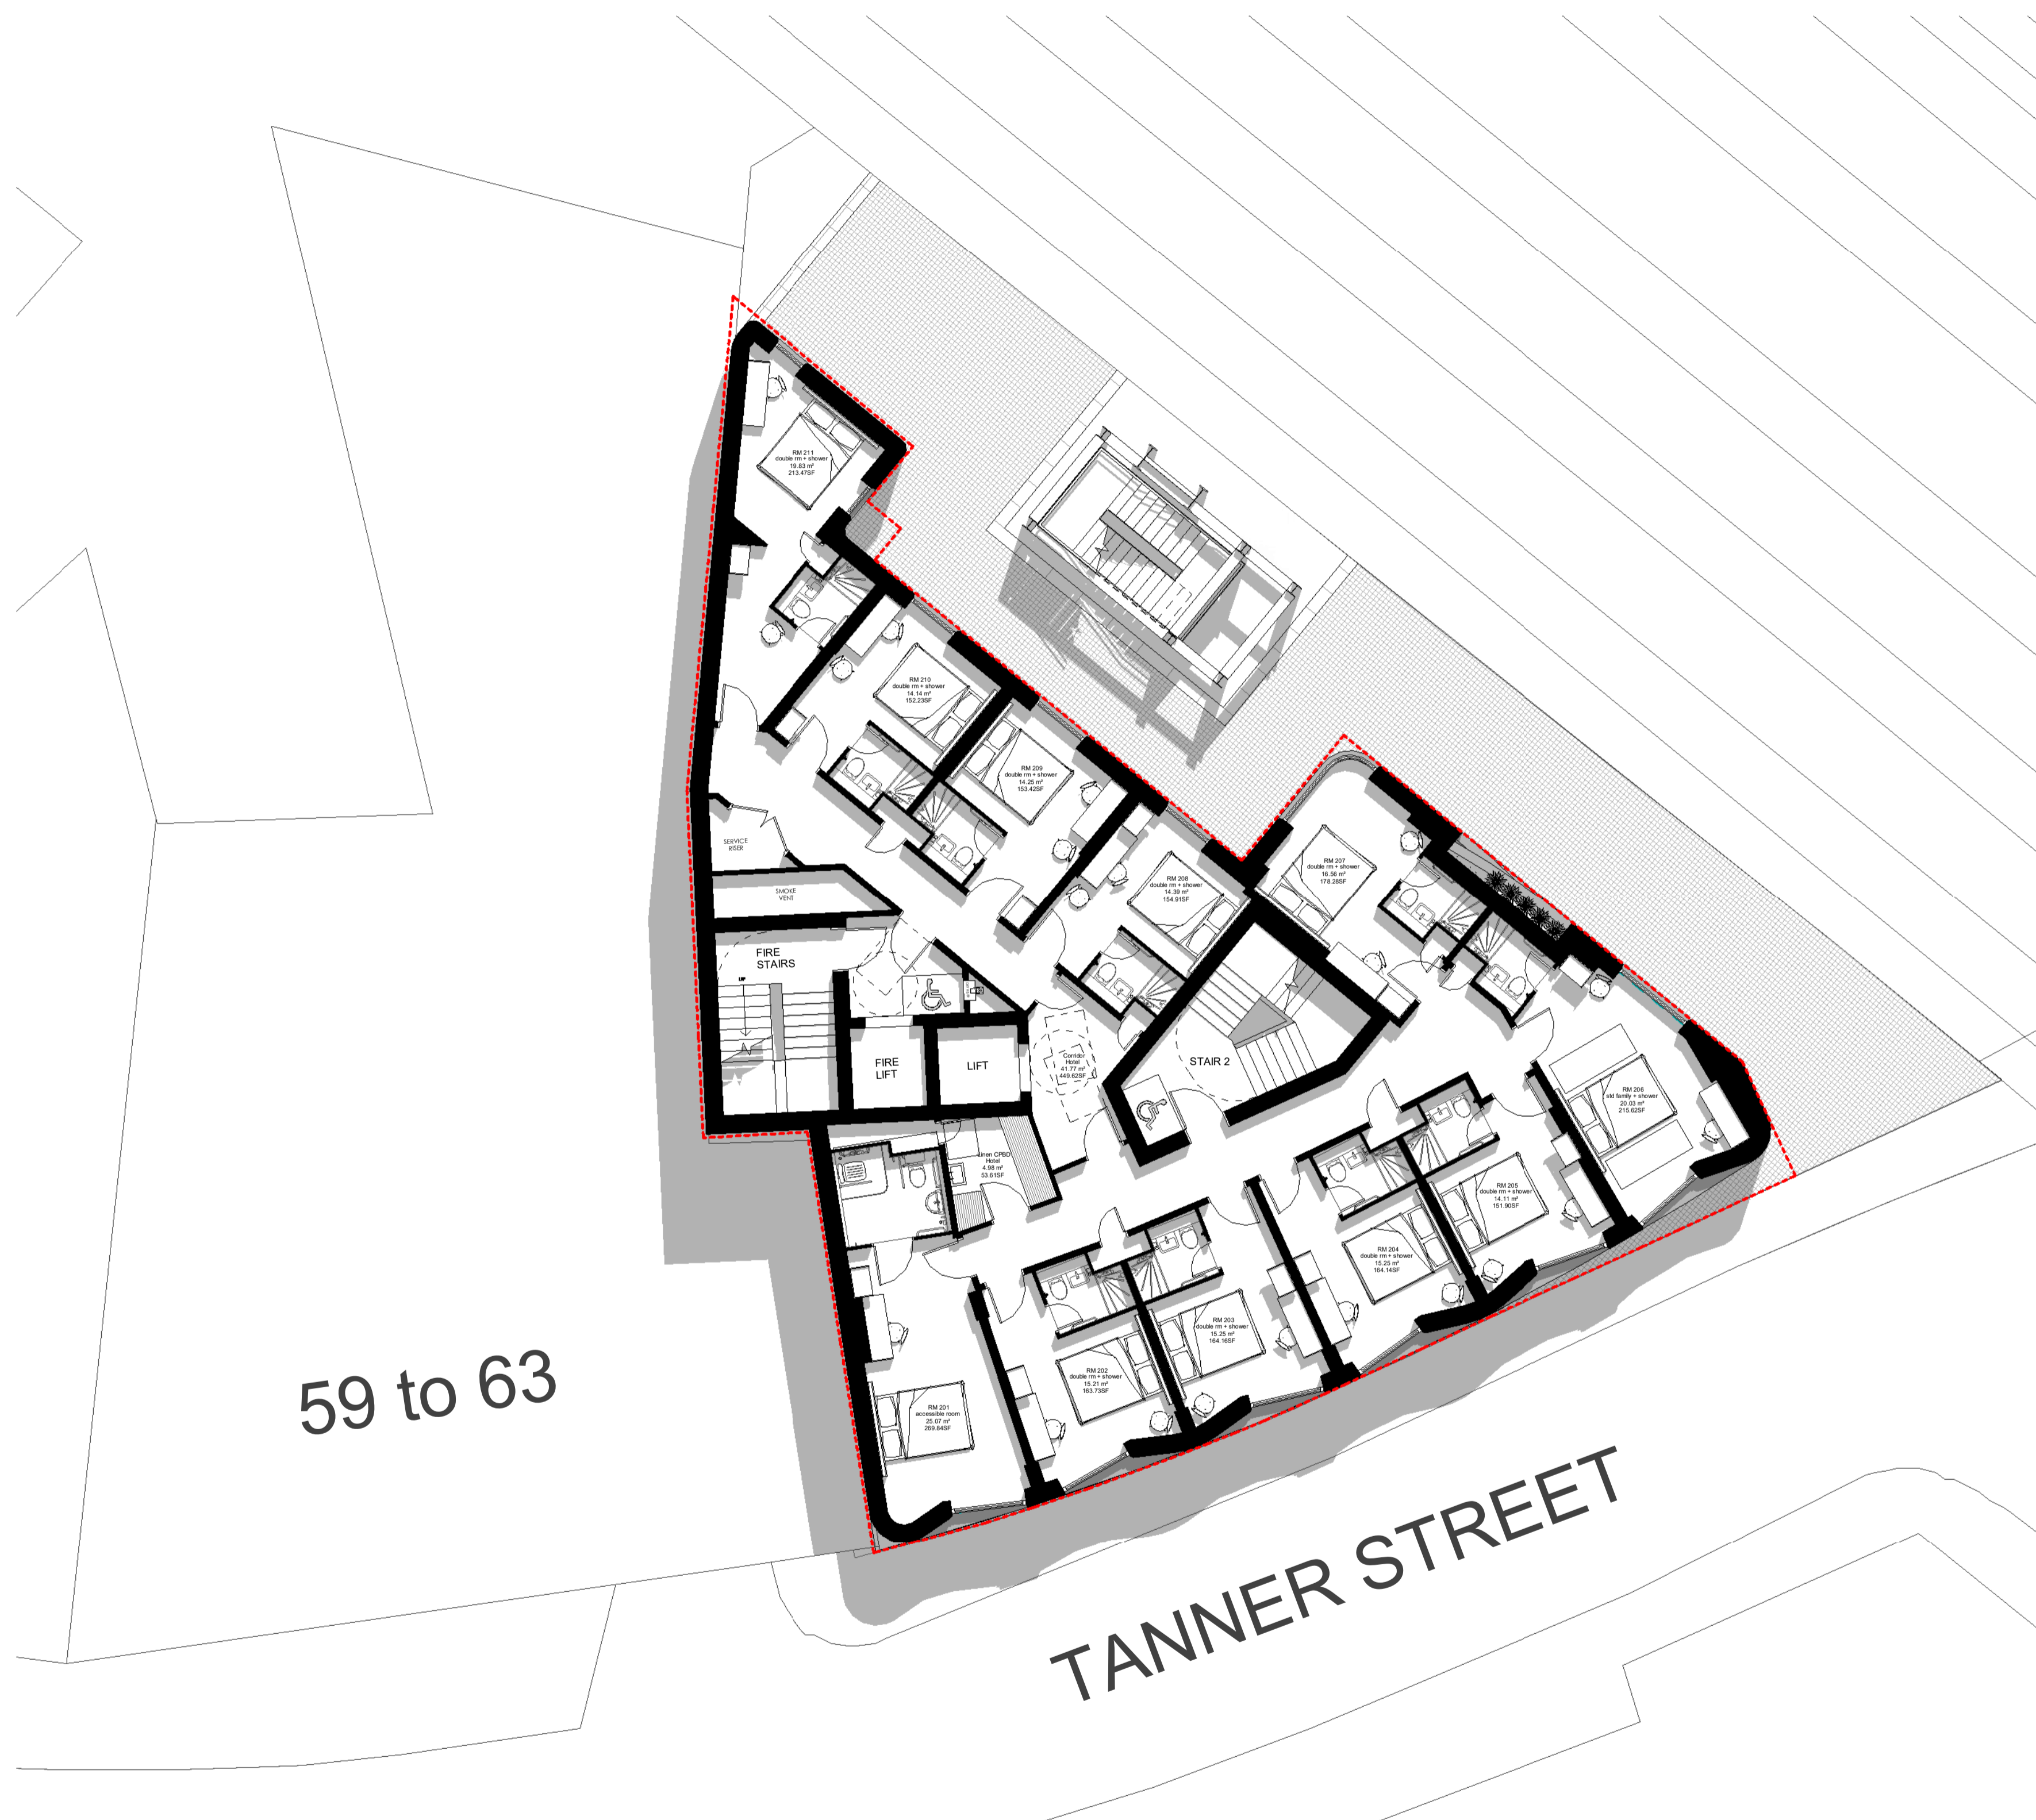 RM 211
double rm + shower
19.83 m²
213.47SF
RM 210
double rm + shower
14.14 m²
152.23SF
RM 209
double rm + shower
14.25 m²
153.42SF
SERVICE
RISER
SMOKE
VENT
RM 208
double rm + shower
14.39 m²
154.91SF
RM 207
double rm + shower
16.56 m²
178.28SF
FIRE
STAIRS
UP
FIRE
LIFT
LIFT
Corridor
Hotel
41.77 m²
449.62SF
STAIR 2
RM 206
std family + shower
20.03 m²
215.62SF
Linen CPBD
Hotel
4.98 m²
53.61SF
RM 205
double rm + shower
14.11 m²
151.90SF
RM 204
double rm + shower
15.25 m²
164.14SF
RM 203
double rm + shower
15.25 m²
164.16SF
RM 202
double rm + shower
15.21 m²
163.73SF
RM 201
accessible room
25.07 m²
269.84SF
59 to 63
TANNER STREET